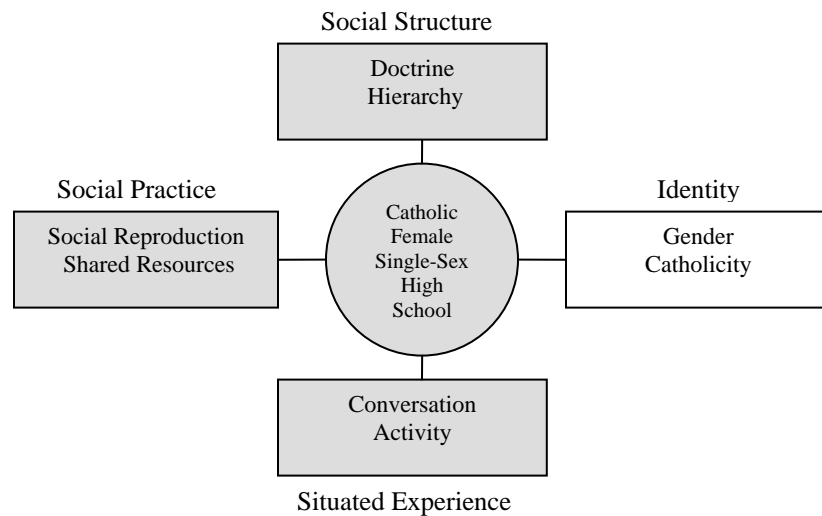 Social Structure
Doctrine
Hierarchy
Social Practice
Social Reproduction
Shared Resources
Catholic
Female
Single-Sex
High
School
Identity
Gender
Catholicity
Conversation
Activity
Situated Experience